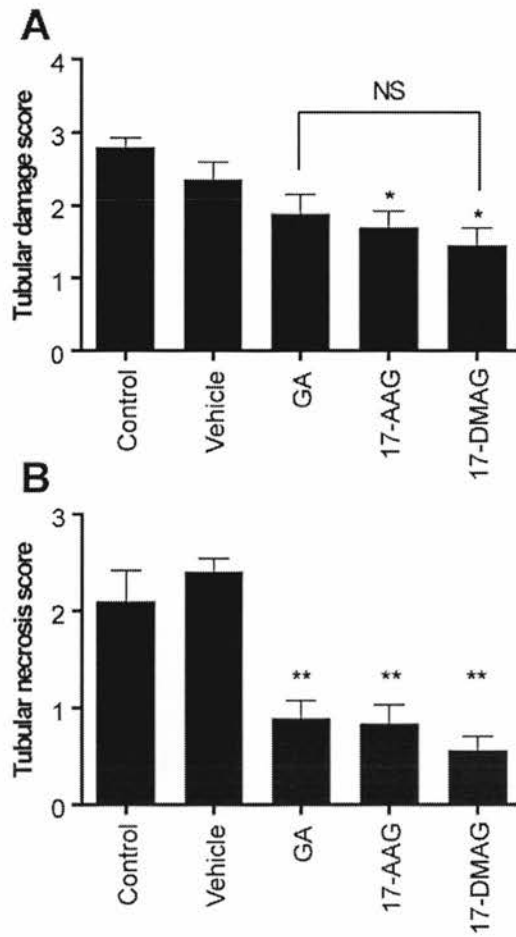 A
Tubular damage score
4
3
2
1
0
NS
*
*
Control
Vehicle
GA
17-AAG
17-DMAG
B
Tubular necrosis score
3
2
1
0
**
**
**
Control
Vehicle
GA
17-AAG
17-DMAG